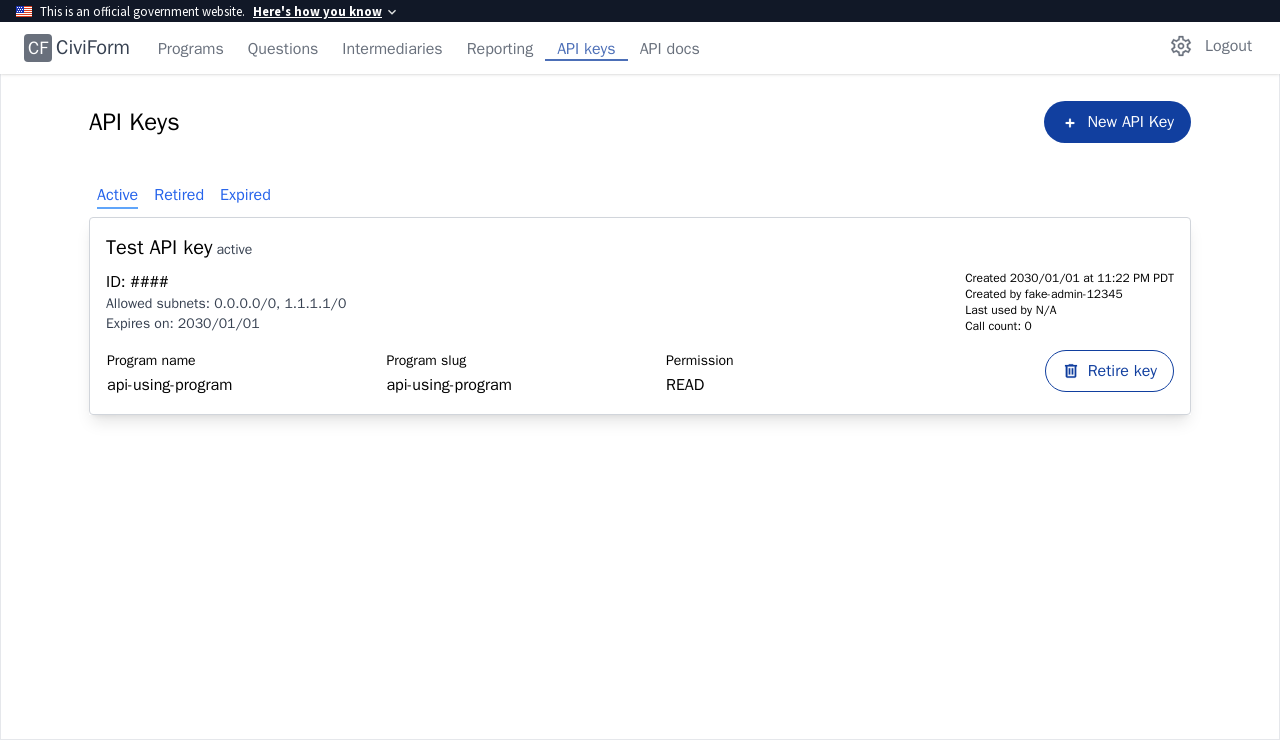 This is an official government website. Here's how you know
CF CiviForm Programs Questions Intermediaries Reporting API keys API docs Logout
API Keys
+ New API Key
Active Retired Expired
Test API key active
ID: ####
Allowed subnets: 0.0.0.0/0, 1.1.1.1/0
Expires on: 2030/01/01
Created 2030/01/01 at 11:22 PM PDT
Created by fake-admin-12345
Last used by N/A
Call count: 0
Program name Program slug Permission
api-using-program api-using-program READ
Retire key